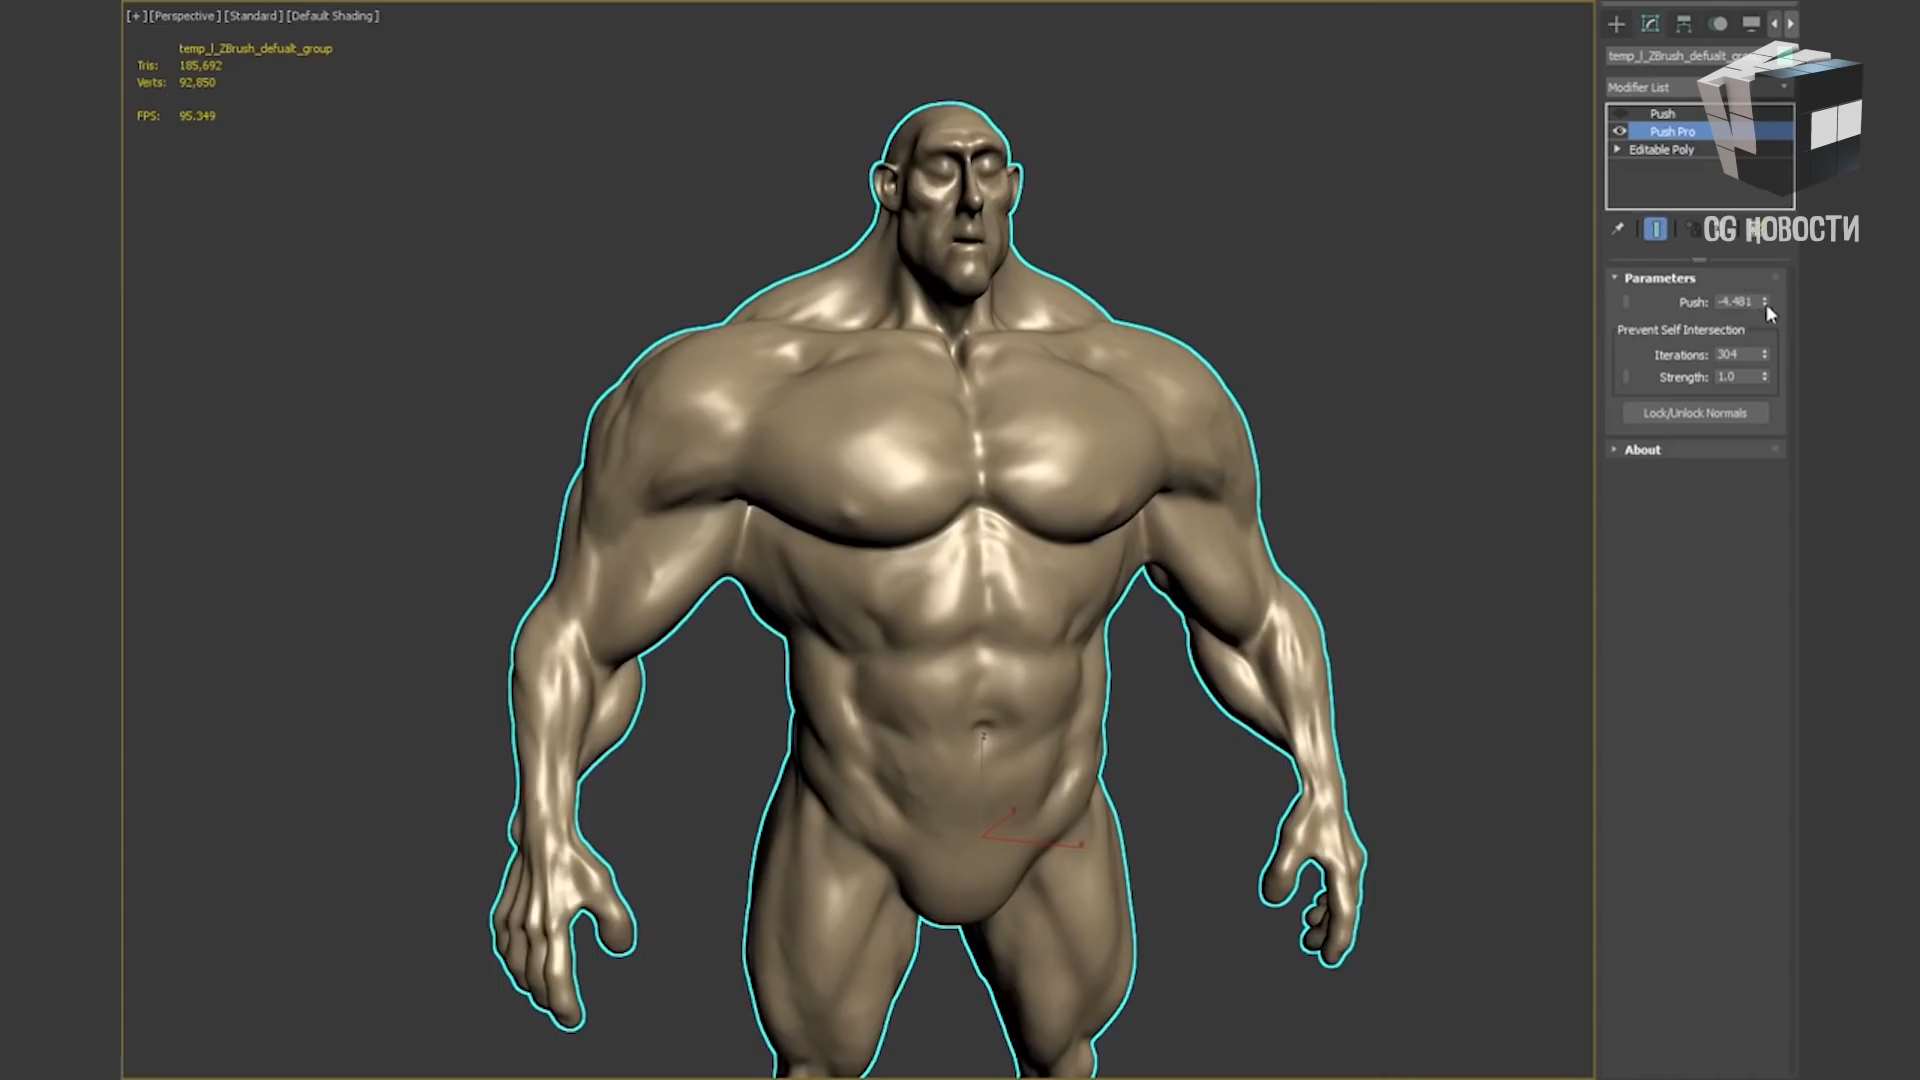 [+][Perspective][Standard][Default Shading]
temp_l_ZBrush_defualt_group
Tris: 185,692
Verts: 92,850
FPS: 95.349
temp_l_ZBrush_defualt_gr
Modifier List
Push
Push Pro
Editable Poly
CG НОВОСТИ
Parameters
Push: -4.481
Prevent Self Intersection
Iterations: 304
Strength: 1.0
Lock/Unlock Normals
About
z
x